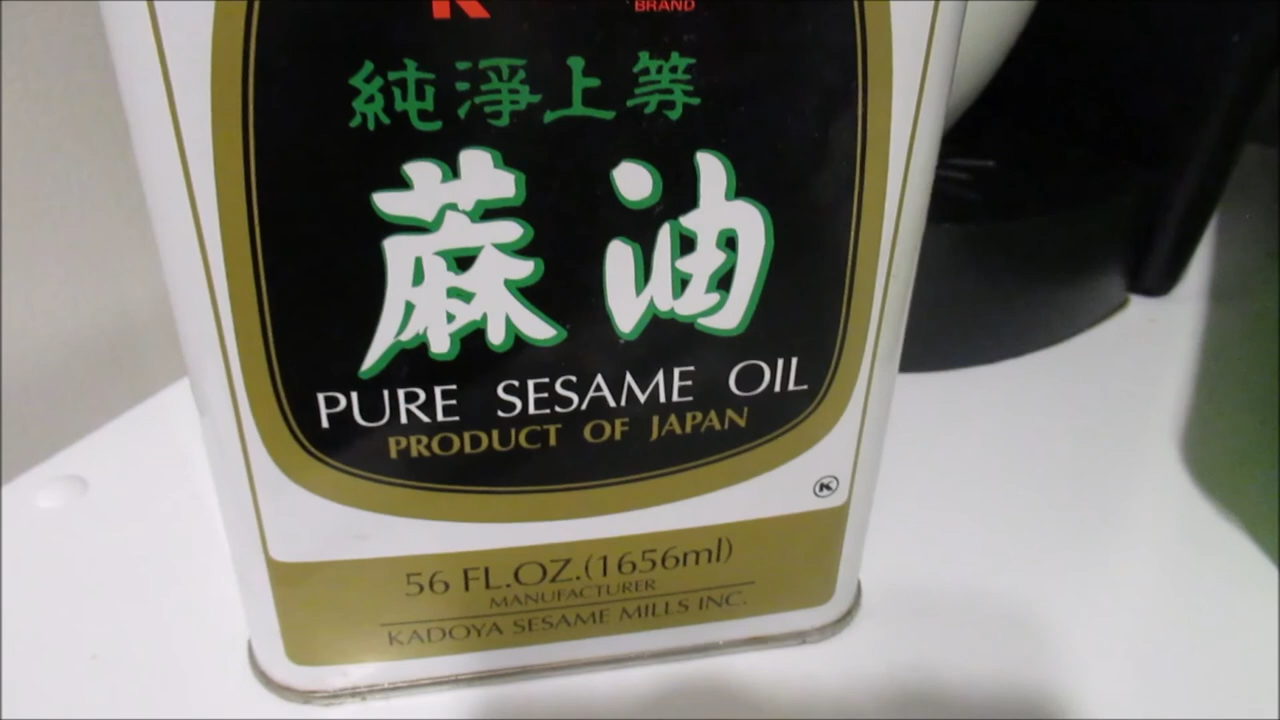 BRAND
純淨上等
麻油
PURE SESAME OIL
PRODUCT OF JAPAN
K
56 FL.OZ.(1656ml)
MANUFACTURER
KADOYA SESAME MILLS INC.